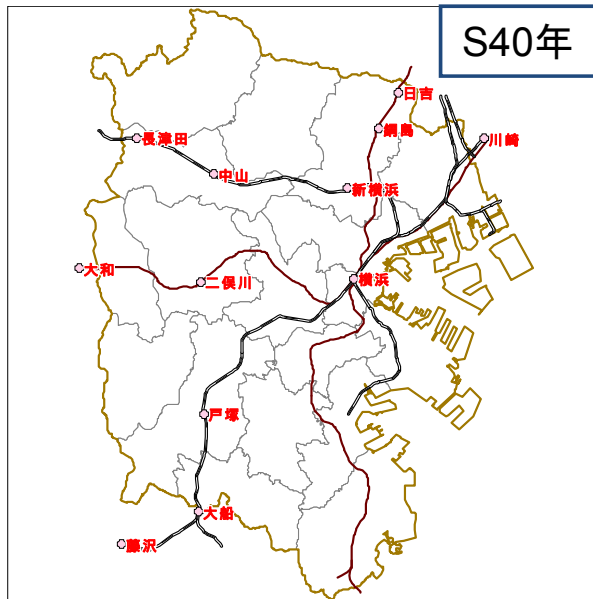 S40年
日吉
綱島
川崎
長津田
中山
新横浜
大和
二俣川
横浜
戸塚
大船
藤沢